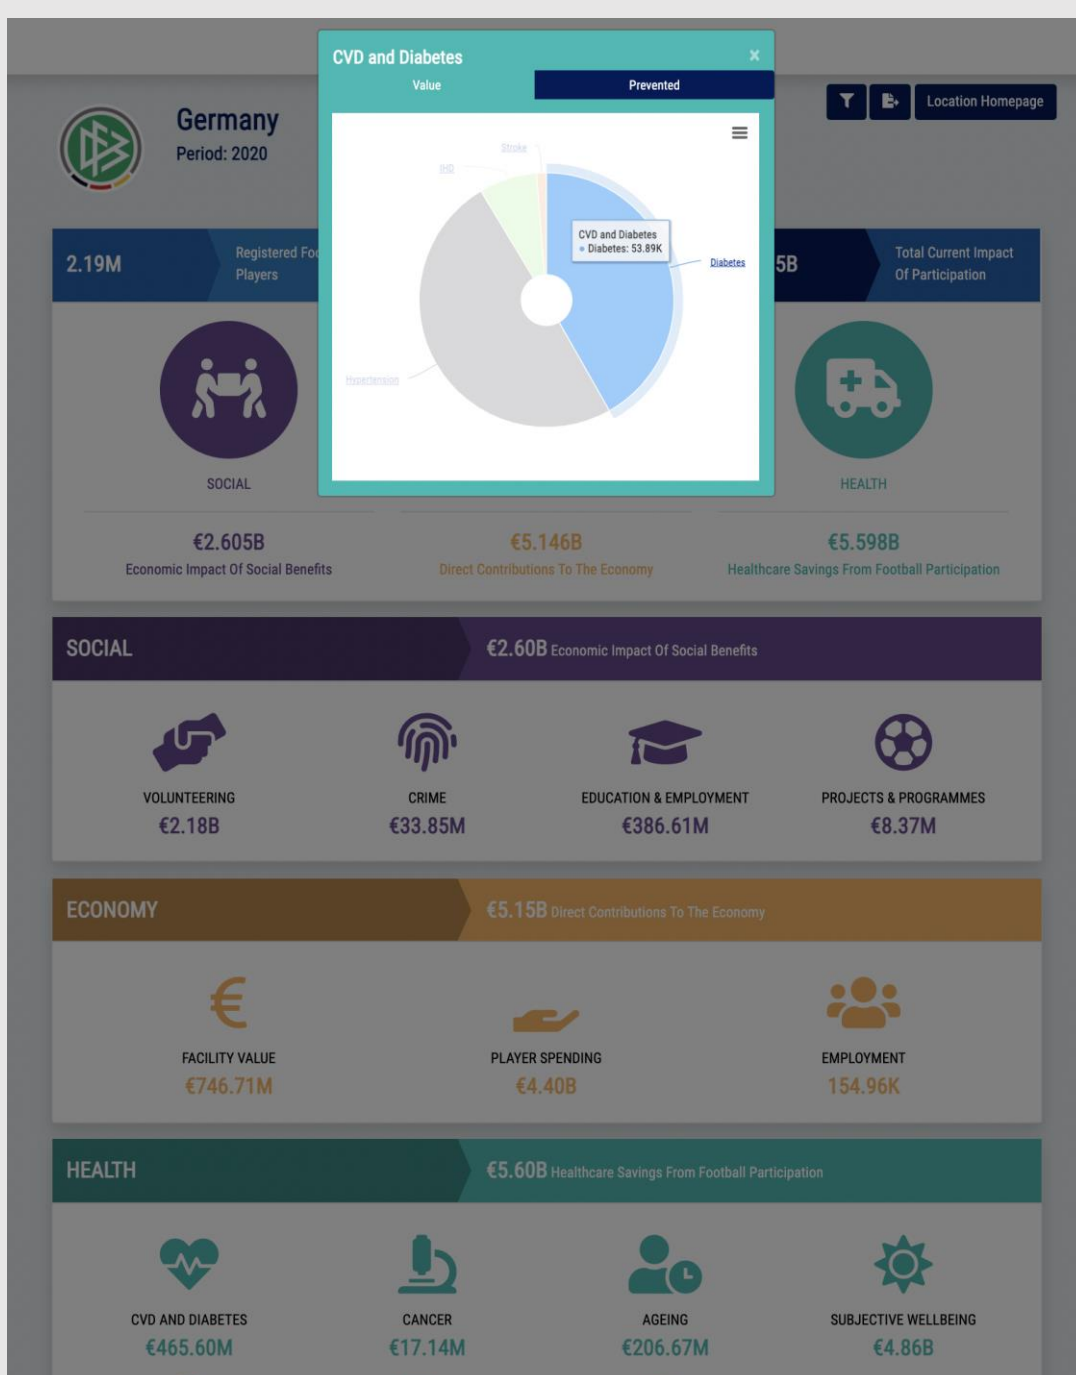 CVD and Diabetes
×
Value
Prevented
Stroke
IHD
CVD and Diabetes
Diabetes: 53.89K
Diabetes
Hypertension
Germany
Period: 2020
Location Homepage
2.19M
Registered Foo
Players
5B
Total Current Impact
Of Participation
SOCIAL
HEALTH
€2.605B
Economic Impact Of Social Benefits
€5.146B
Direct Contributions To The Economy
€5.598B
Healthcare Savings From Football Participation
SOCIAL
€2.60B Economic Impact Of Social Benefits
VOLUNTEERING
€2.18B
CRIME
€33.85M
EDUCATION & EMPLOYMENT
€386.61M
PROJECTS & PROGRAMMES
€8.37M
ECONOMY
€5.15B Direct Contributions To The Economy
FACILITY VALUE
€746.71M
PLAYER SPENDING
€4.40B
EMPLOYMENT
154.96K
HEALTH
€5.60B Healthcare Savings From Football Participation
CVD AND DIABETES
€465.60M
CANCER
€17.14M
AGEING
€206.67M
SUBJECTIVE WELLBEING
€4.86B